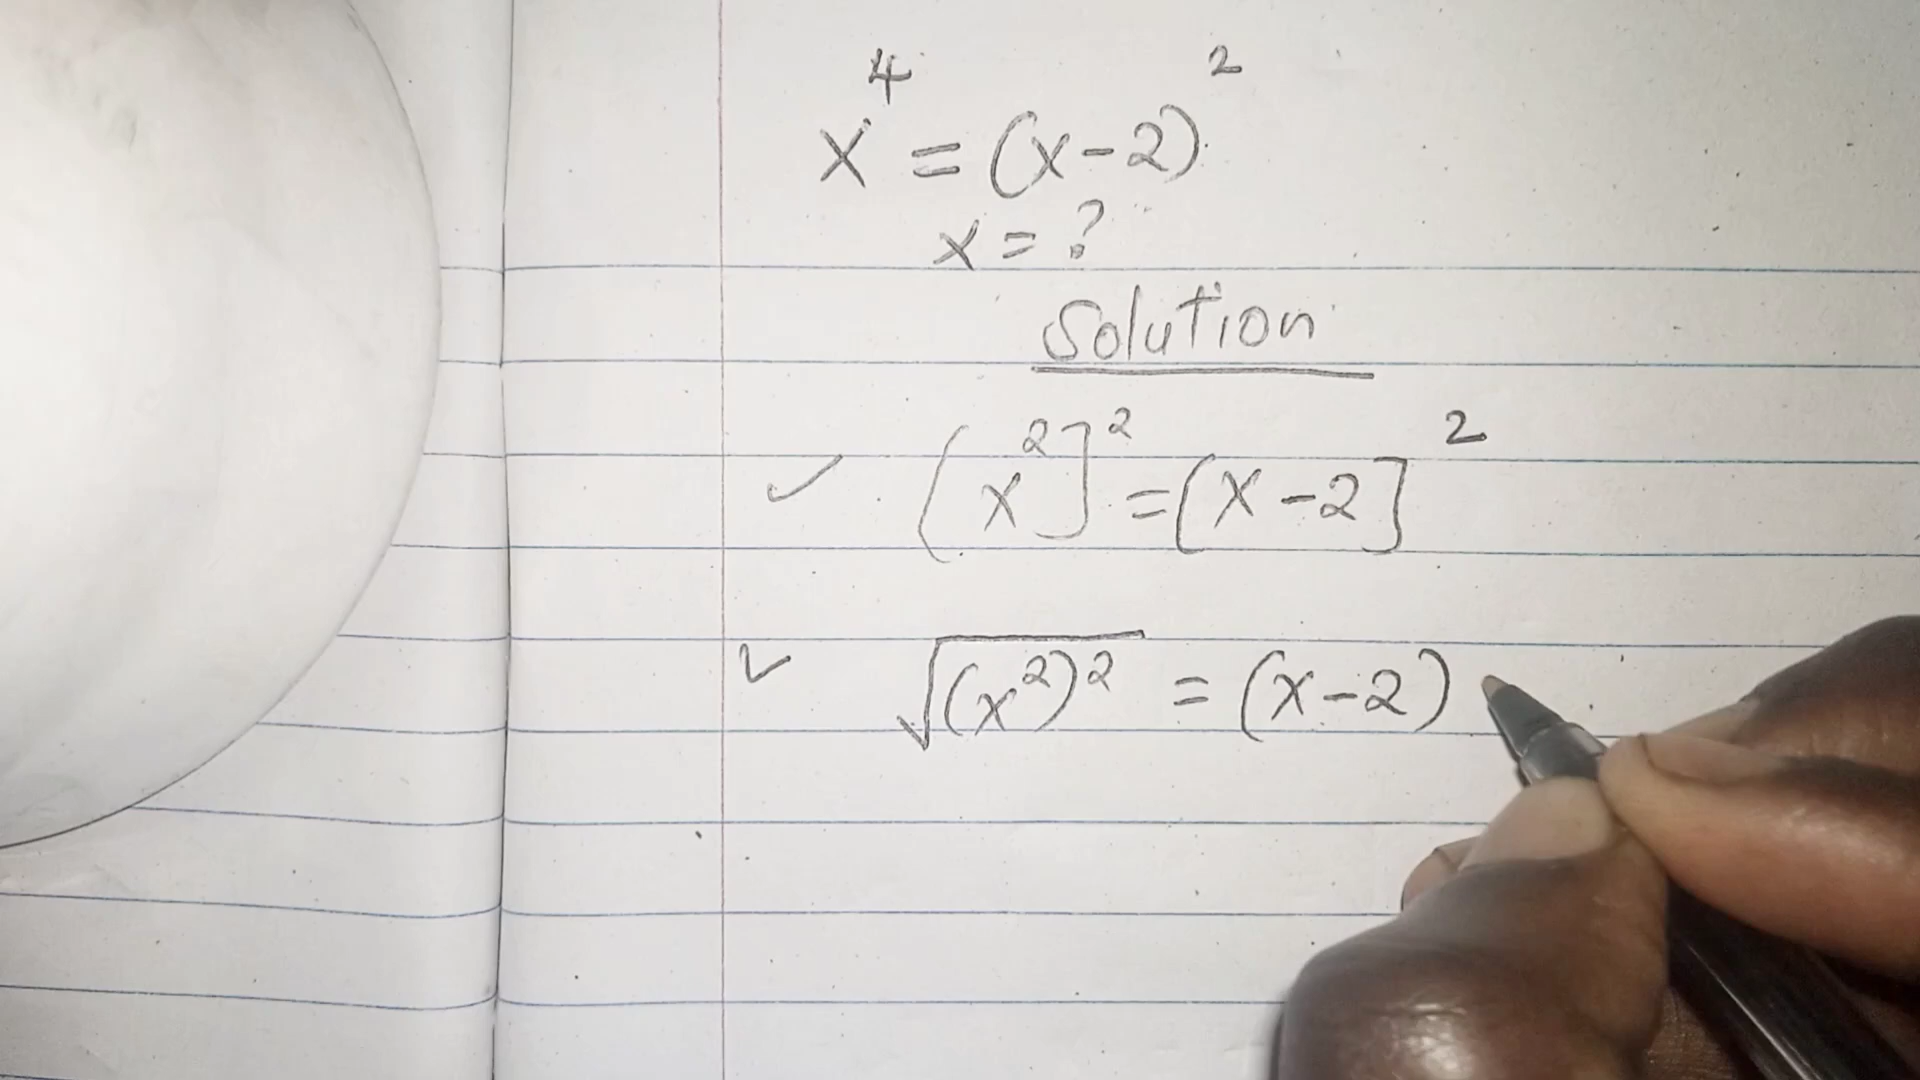 x⁴ = (x-2)²
x = ?
Solution
✓ [x²]² = [x-2]²
✓ √(x²)² = (x-2)